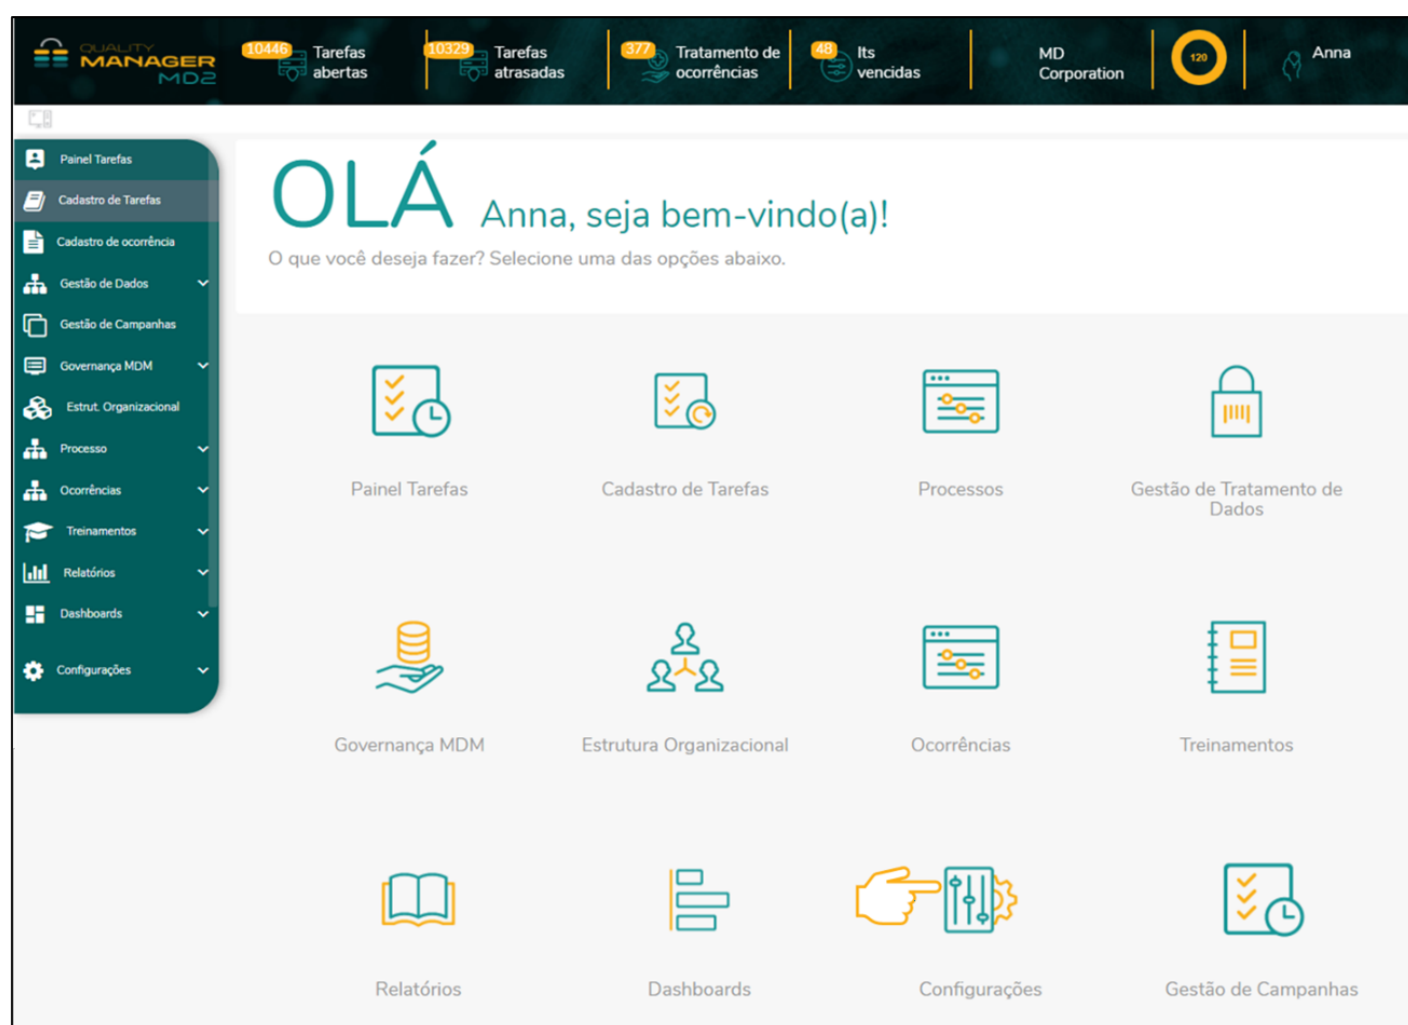 QUALITY
MANAGER
MD2
10446
Tarefas
abertas
10329
Tarefas
atrasadas
377
Tratamento de
ocorrências
48
Its
vencidas
MD
Corporation
120
Anna
Painel Tarefas
Cadastro de Tarefas
Cadastro de ocorrência
Gestão de Dados
Gestão de Campanhas
Governança MDM
Estrut. Organizacional
Processo
Ocorrências
Treinamentos
Relatórios
Dashboards
Configurações
OLÁ Anna, seja bem-vindo(a)!
O que você deseja fazer? Selecione uma das opções abaixo.
Painel Tarefas
Cadastro de Tarefas
Processos
Gestão de Tratamento de
Dados
Governança MDM
Estrutura Organizacional
Ocorrências
Treinamentos
Relatórios
Dashboards
Configurações
Gestão de Campanhas